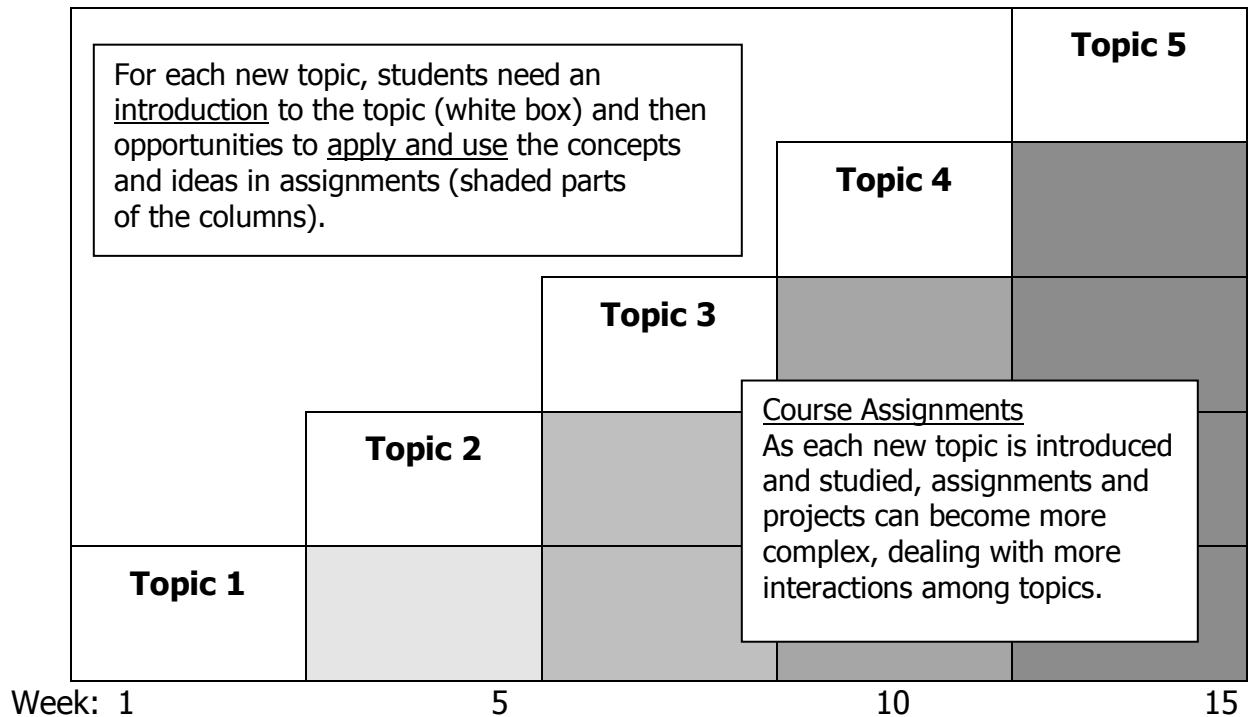 Topic 5
For each new topic, students need an
introduction to the topic (white box) and then
opportunities to apply and use the concepts
and ideas in assignments (shaded parts
of the columns).
Topic 4
Topic 3
Course Assignments
As each new topic is introduced
and studied, assignments and
projects can become more
complex, dealing with more
interactions among topics.
Topic 2
Topic 1
Week: 1 5 10 15